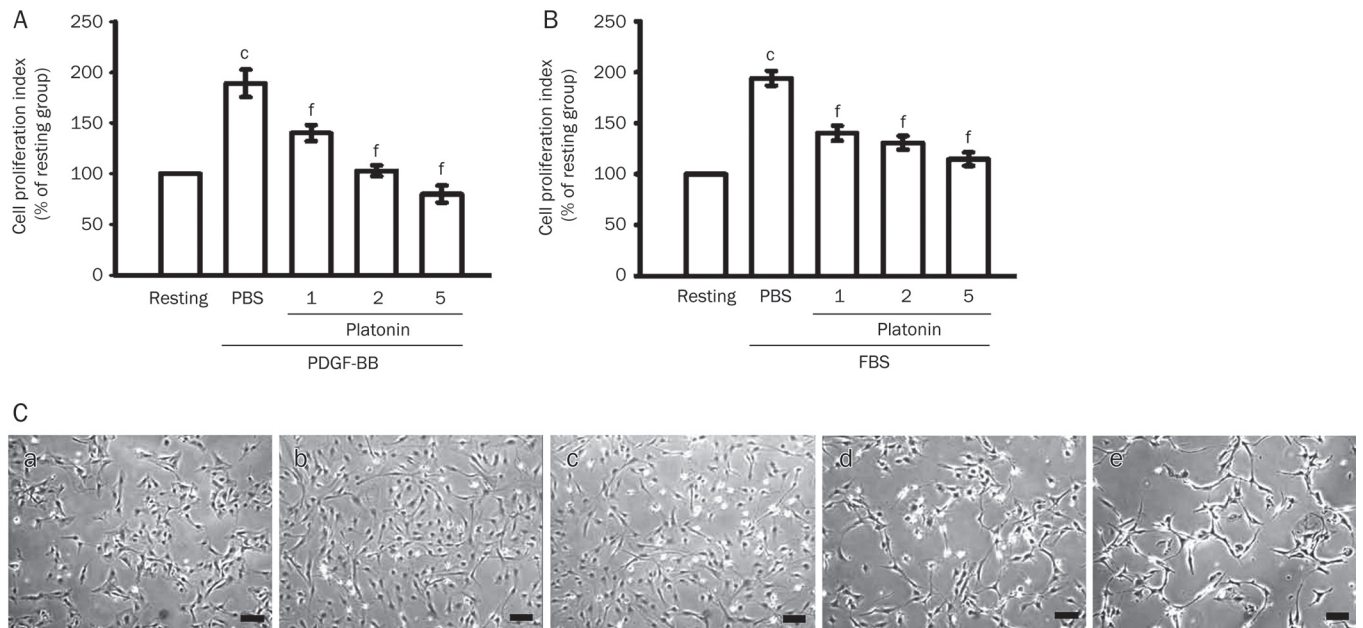 A
Cell proliferation index
(% of resting group)
250
200
150
100
50
0
c
f
f
f
Resting PBS 1 2 5
Platonin
PDGF-BB
B
Cell proliferation index
(% of resting group)
250
200
150
100
50
0
c
f
f
f
Resting PBS 1 2 5
Platonin
FBS
C
a b c d e